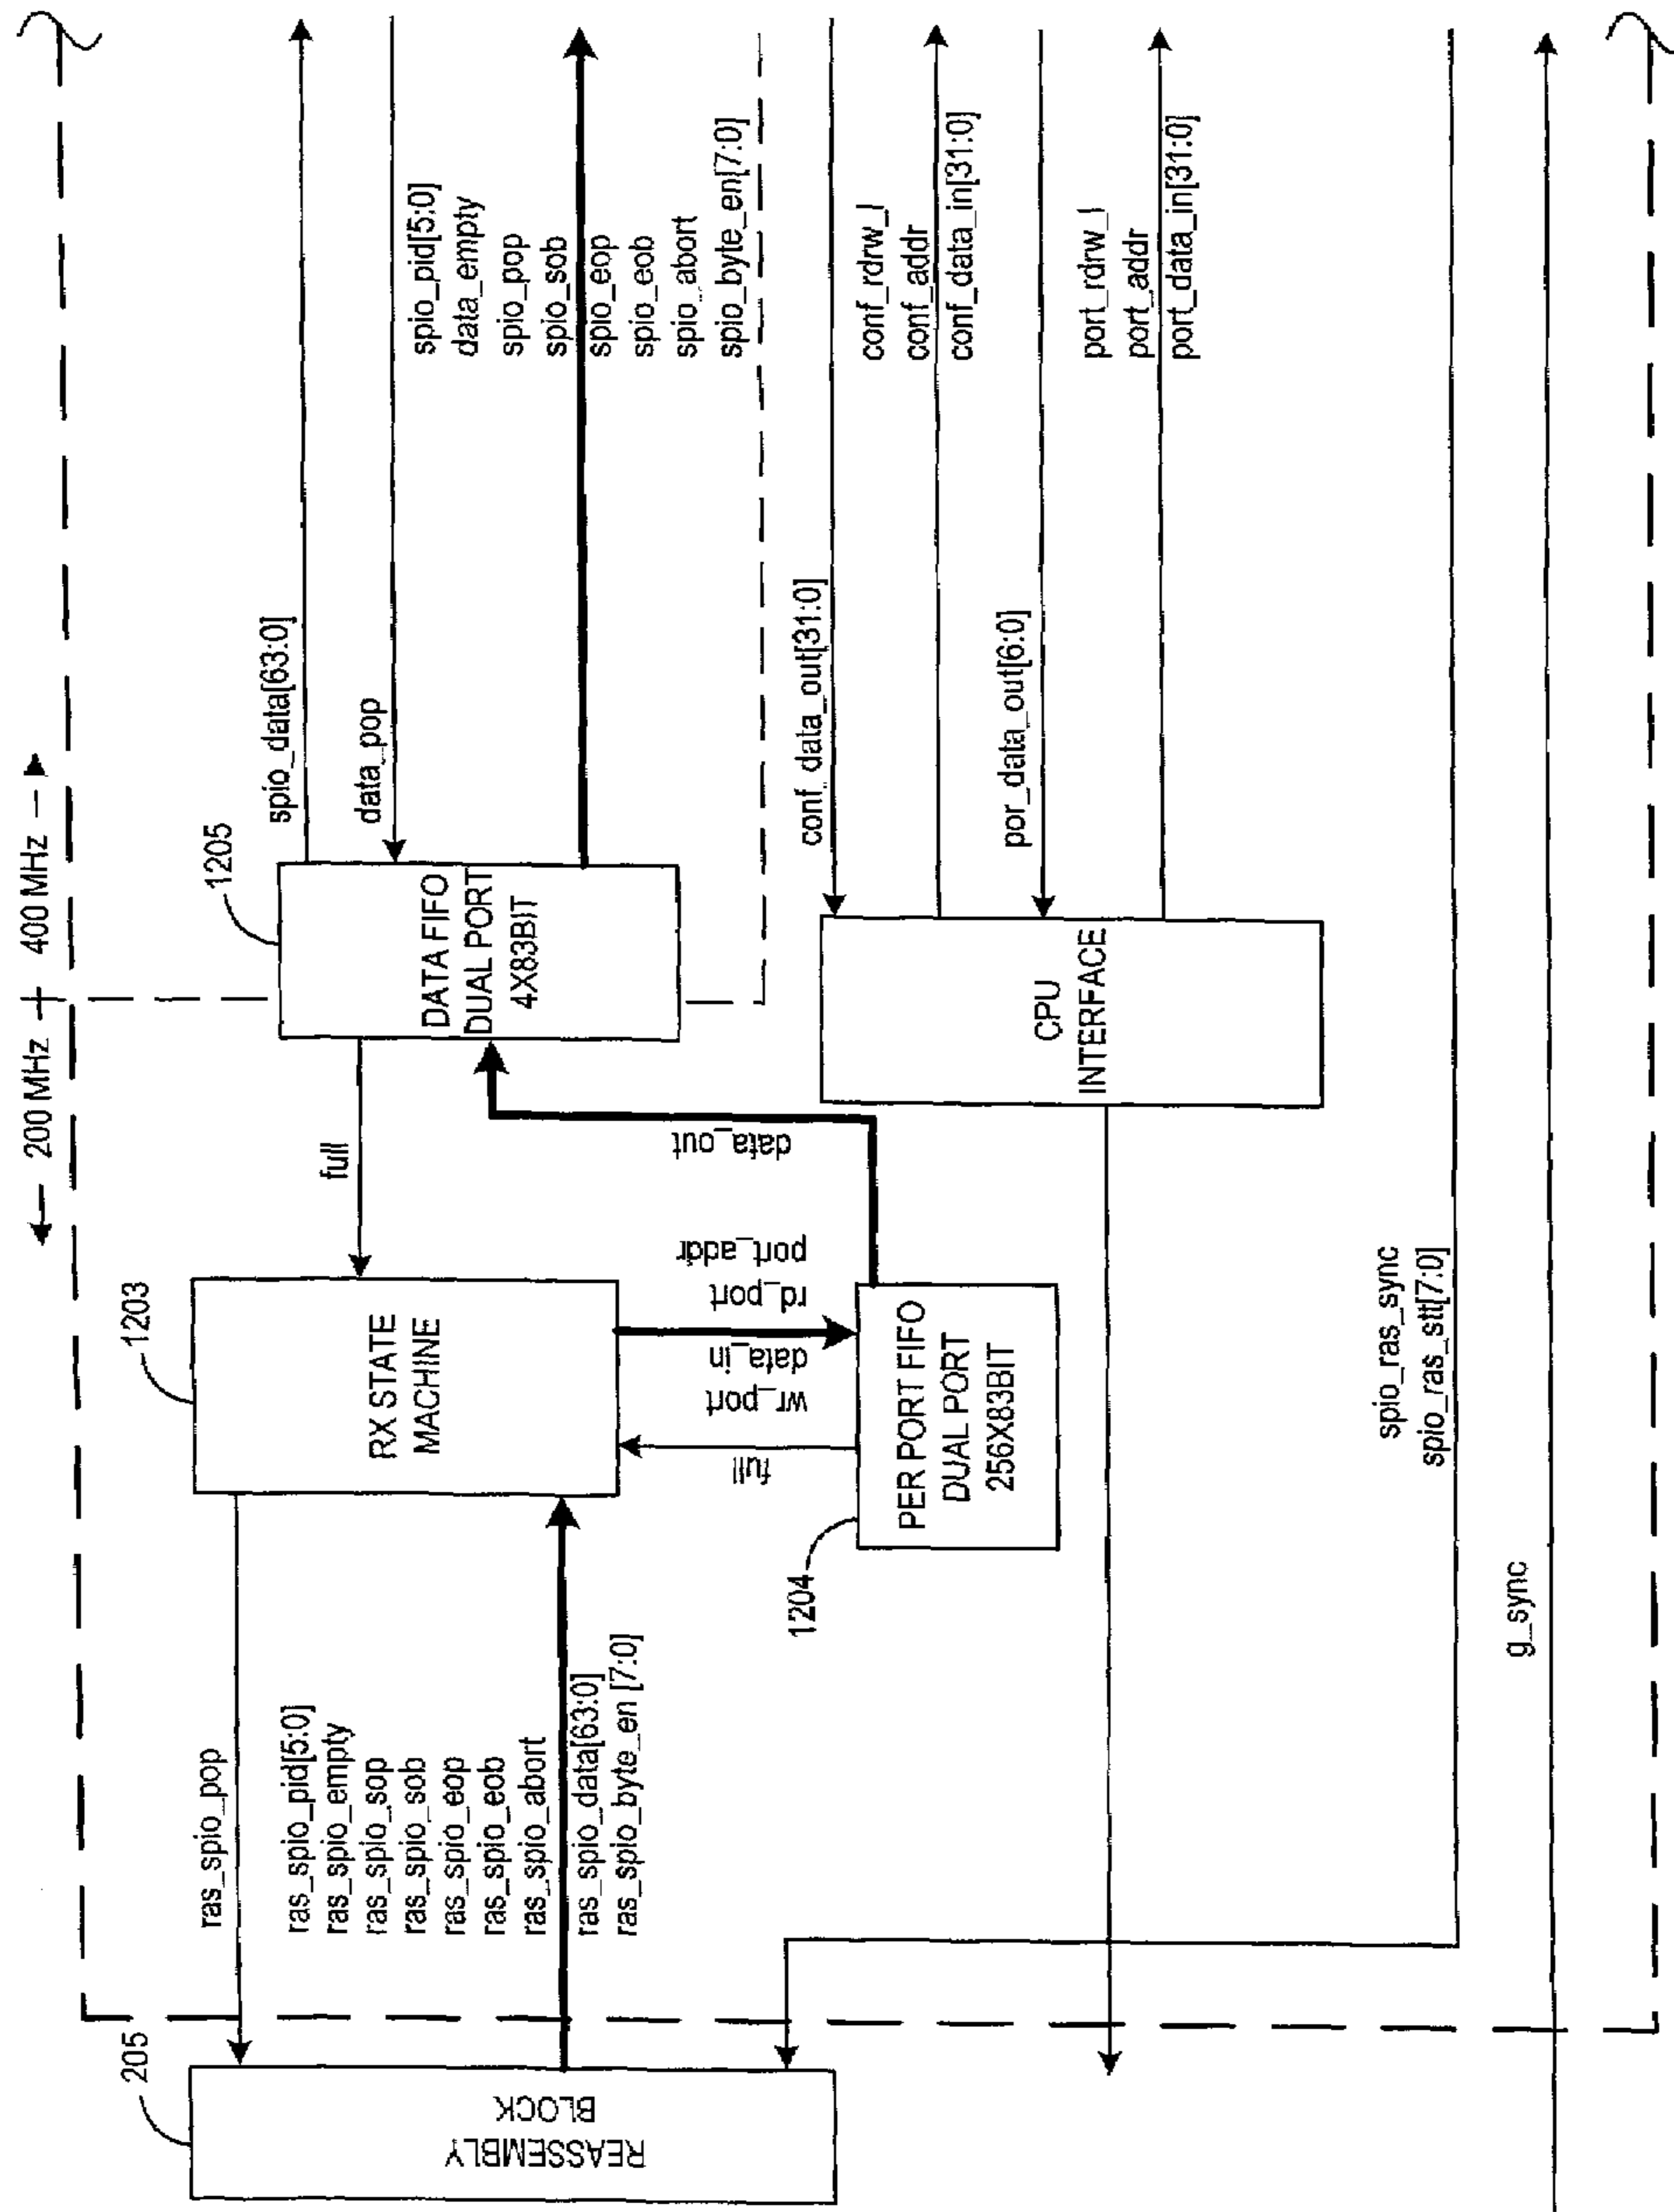 ← 200 MHz + 400 MHz →
205
REASSEMBLY
BLOCK
ras_spio_pop
ras_spio_pid[5:0]
ras_spio_empty
ras_spio_sop
ras_spio_sob
ras_spio_eop
ras_spio_eob
ras_spio_abort
ras_spio_data[63:0]
ras_spio_byte_en [7:0]
1203
RX STATE
MACHINE
full
full
wr_port
data_in
rd_port
port_addr
1204
PER PORT FIFO
DUAL PORT
256X83BIT
data_out
1205
DATA FIFO
DUAL PORT
4X83BIT
spio_data[63:0]
data_pop
spio_pid[5:0]
data_empty
spio_pop
spio_sob
spio_eop
spio_eob
spio_abort
spio_byte_en[7:0]
CPU
INTERFACE
conf_data_out[31:0]
conf_rdrw_l
conf_addr
conf_data_in[31:0]
por_data_out[6:0]
port_rdrw_l
port_addr
port_data_in[31:0]
spio_ras_sync
spio_ras_stt[7:0]
g_sync